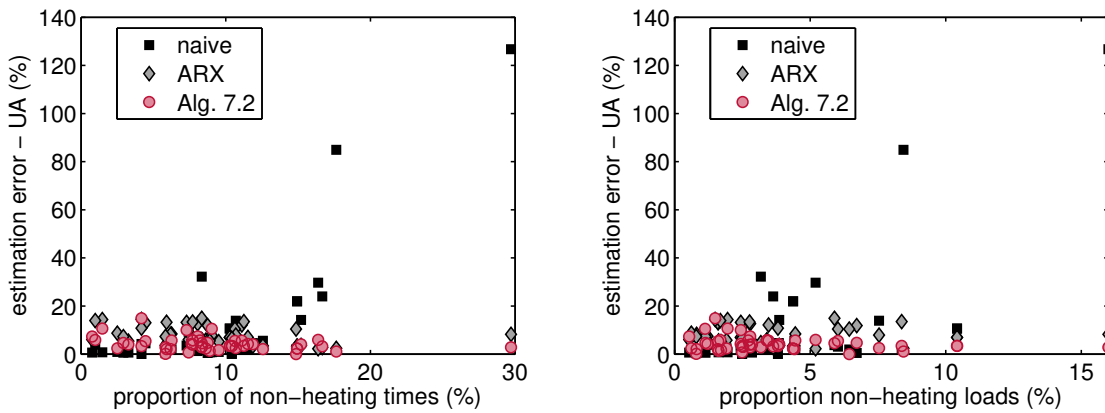 140
120
100
80
60
40
20
0
estimation error − UA (%)
naive
ARX
Alg. 7.2
0
10
20
30
proportion of non−heating times (%)
140
120
100
80
60
40
20
0
estimation error − UA (%)
naive
ARX
Alg. 7.2
0
5
10
15
proportion non−heating loads (%)